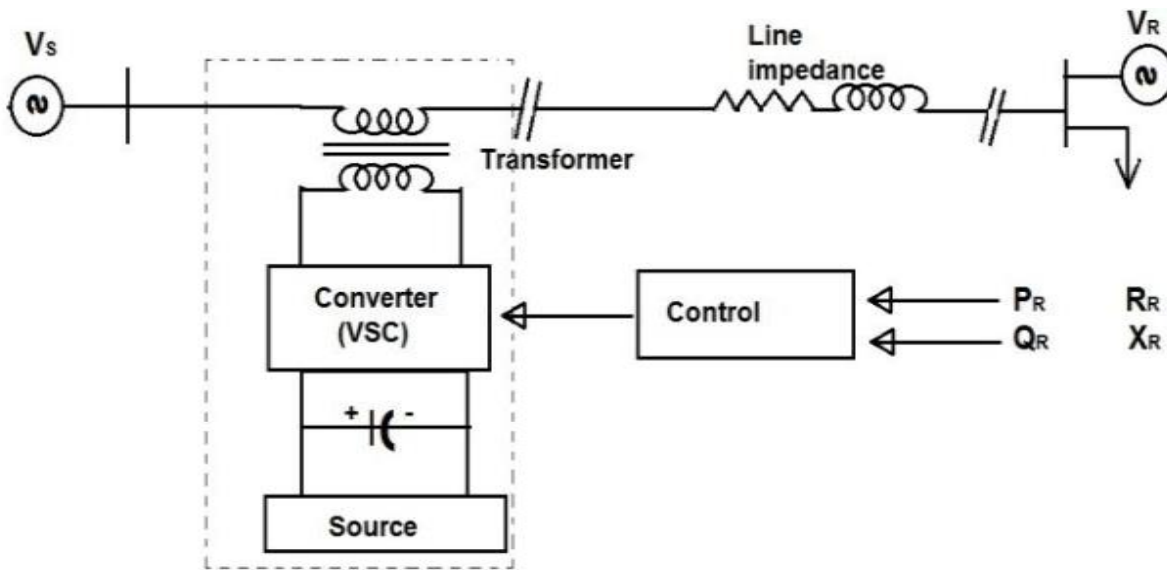 Vs
VR
Line
impedance
Transformer
Converter
(VSC)
Control
PR RR
QR XR
+ -
Source